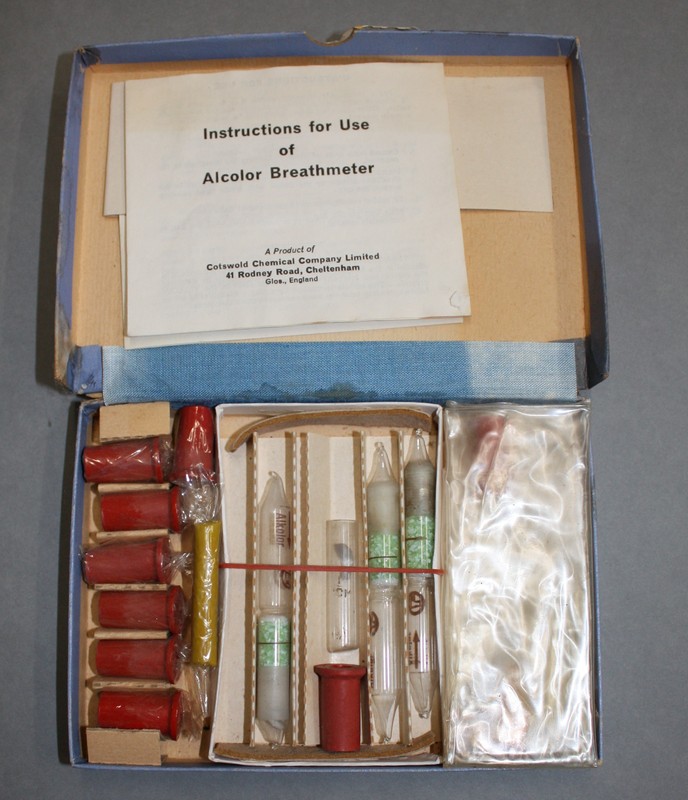 Instructions for Use
of
Alcolor Breathmeter
A Product of
Cotswold Chemical Company Limited
41 Rodney Road, Cheltenham
Glos., England